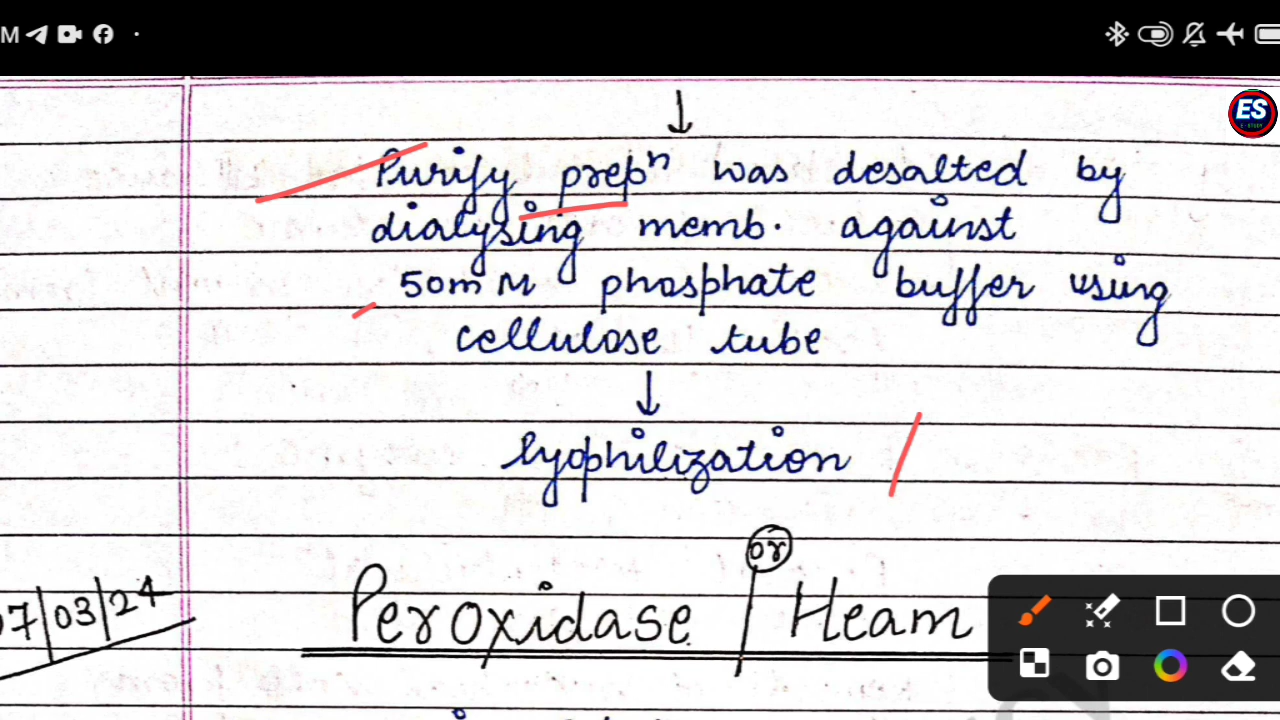 M
ES
↓
Purify prepⁿ was desalted by
dialysing memb. against
50mM phosphate buffer using
cellulose tube
↓
lyophilization
07/03/24
Peroxidase / or Heam